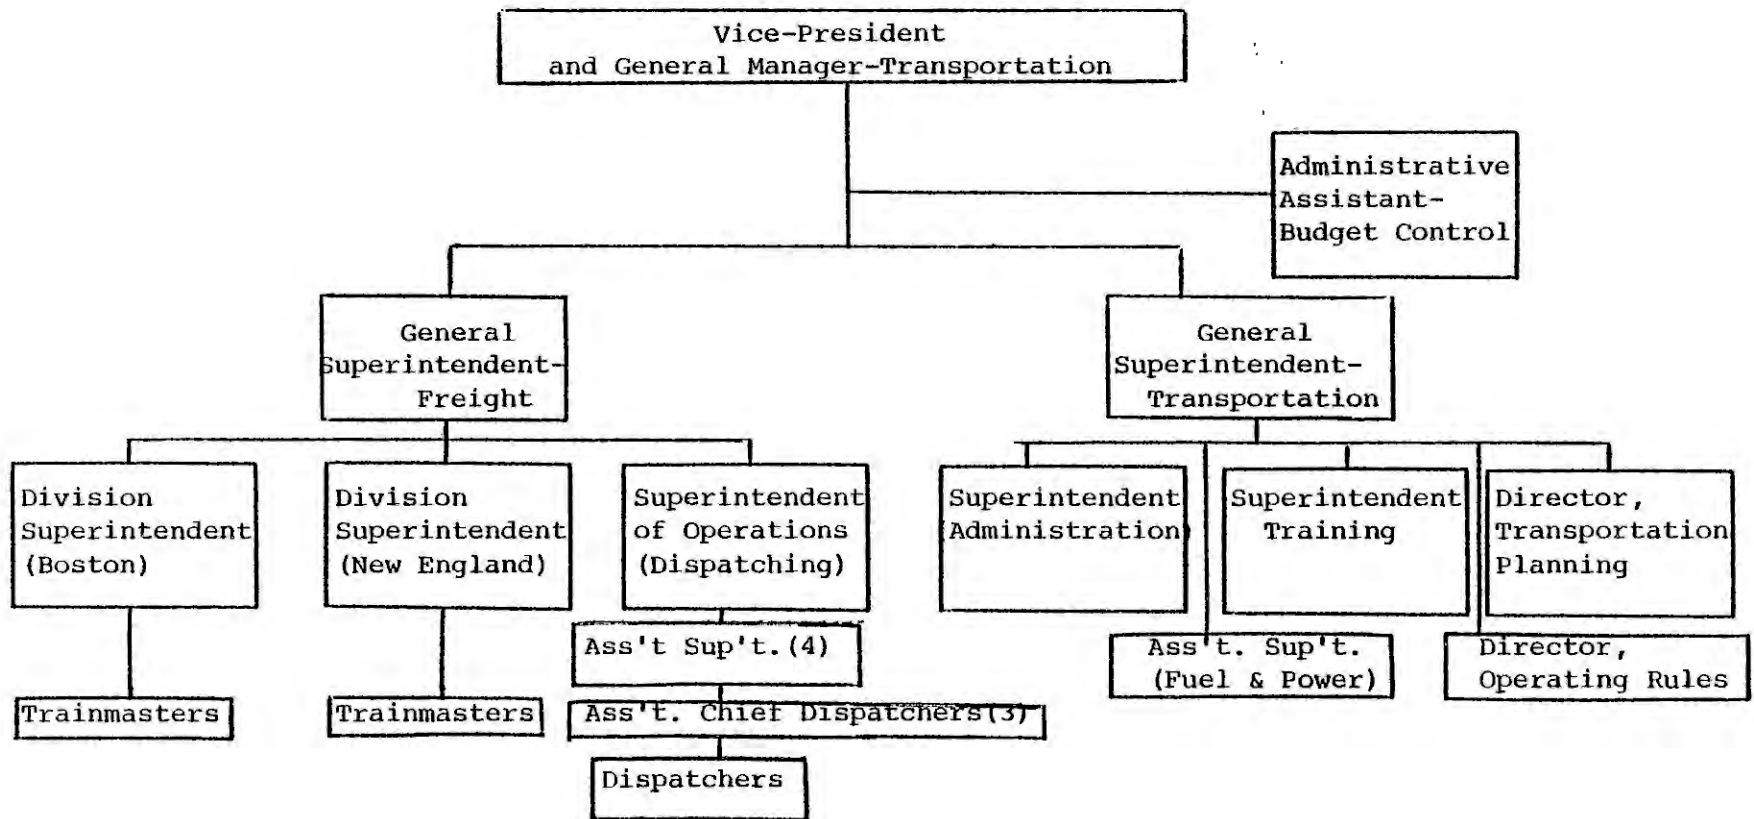 Vice-President
and General Manager-Transportation
Administrative
Assistant-
Budget Control
General
Superintendent-
Freight
General
Superintendent-
Transportation
Division
Superintendent
(Boston)
Division
Superintendent
(New England)
Superintendent
of Operations
(Dispatching)
Superintendent
Administration
Superintendent
Training
Director,
Transportation
Planning
Ass't Sup't.(4)
Ass't. Sup't.
(Fuel & Power)
Director,
Operating Rules
Trainmasters
Trainmasters
Ass't. Chief Dispatchers(3)
Dispatchers